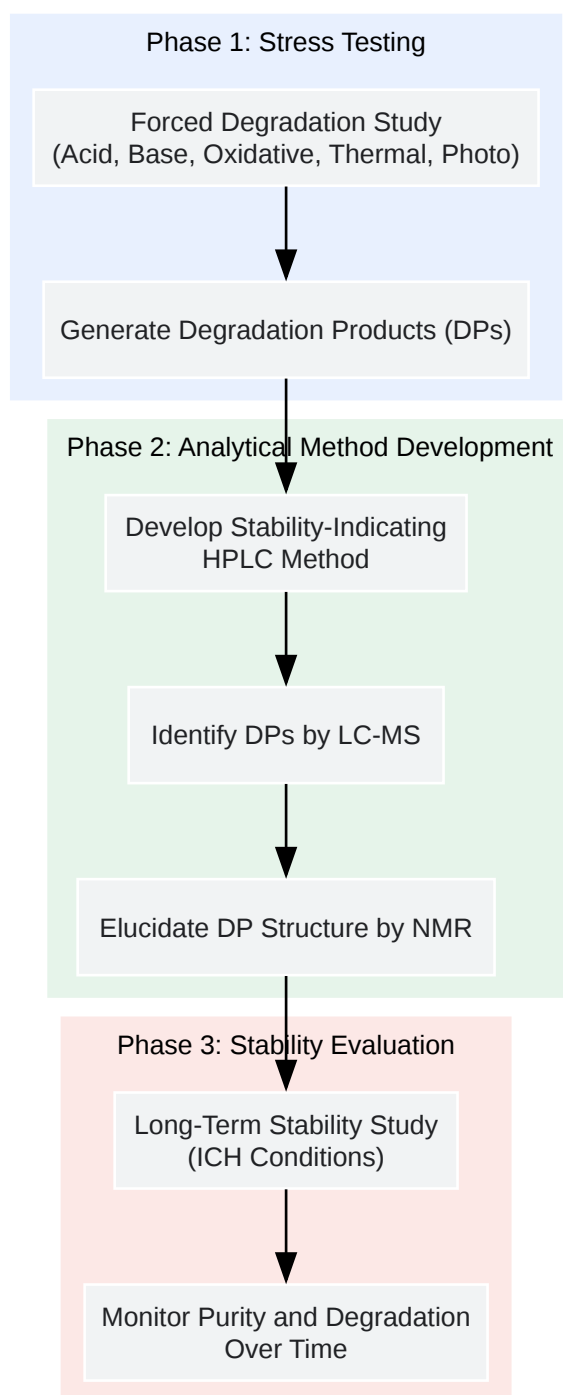 Phase 1: Stress Testing
Forced Degradation Study
(Acid, Base, Oxidative, Thermal, Photo)
Generate Degradation Products (DPs)
Phase 2: Analytical Method Development
Develop Stability-Indicating
HPLC Method
Identify DPs by LC-MS
Elucidate DP Structure by NMR
Phase 3: Stability Evaluation
Long-Term Stability Study
(ICH Conditions)
Monitor Purity and Degradation
Over Time